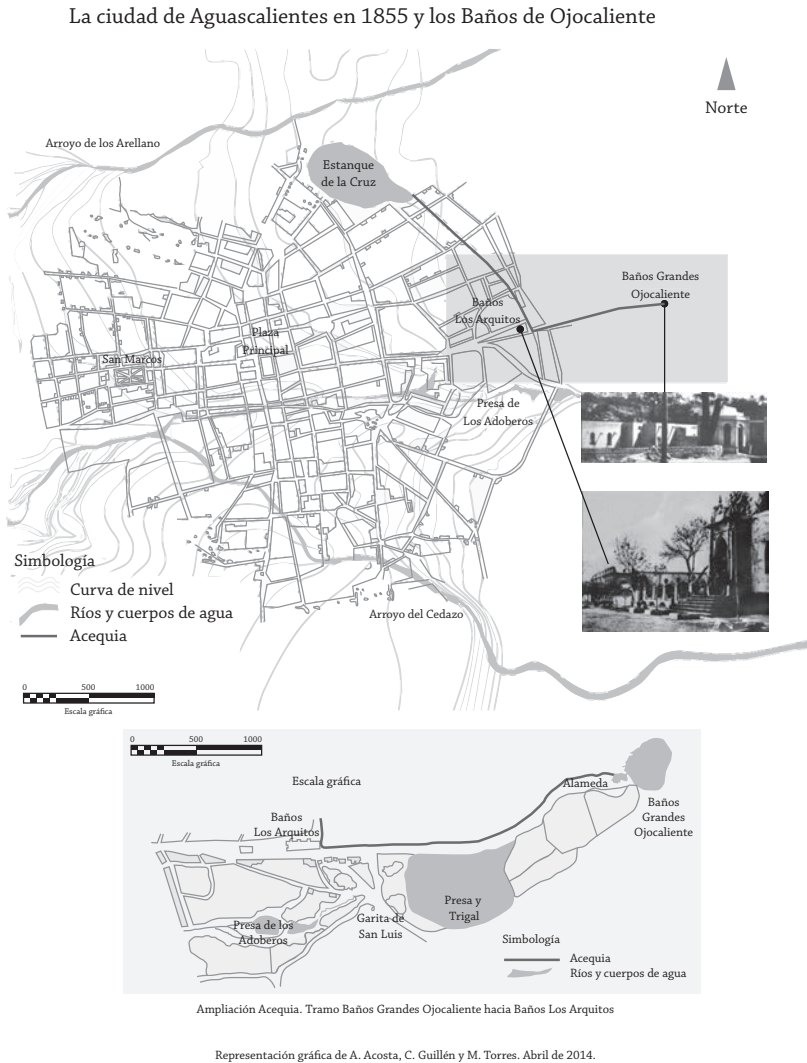 La ciudad de Aguascalientes en 1855 y los Baños de Ojocaliente
Norte
Arroyo de los Arellano
Estanque
de la Cruz
Baños Grandes
Ojocaliente
Baños
Los Arquitos
Plaza
Principal
San Marcos
Presa de
Los Adoberos
Simbología
Curva de nivel
Ríos y cuerpos de agua
Acequia
Arroyo del Cedazo
0 500 1000
Escala gráfica
0 500 1000
Escala gráfica
Escala gráfica
Alameda
Baños
Grandes
Ojocaliente
Baños
Los Arquitos
Presa y
Trigal
Garita de
San Luis
Presa de los
Adoberos
Simbología
Acequia
Ríos y cuerpos de agua
Ampliación Acequia. Tramo Baños Grandes Ojocaliente hacia Baños Los Arquitos
Representación gráfica de A. Acosta, C. Guillén y M. Torres. Abril de 2014.